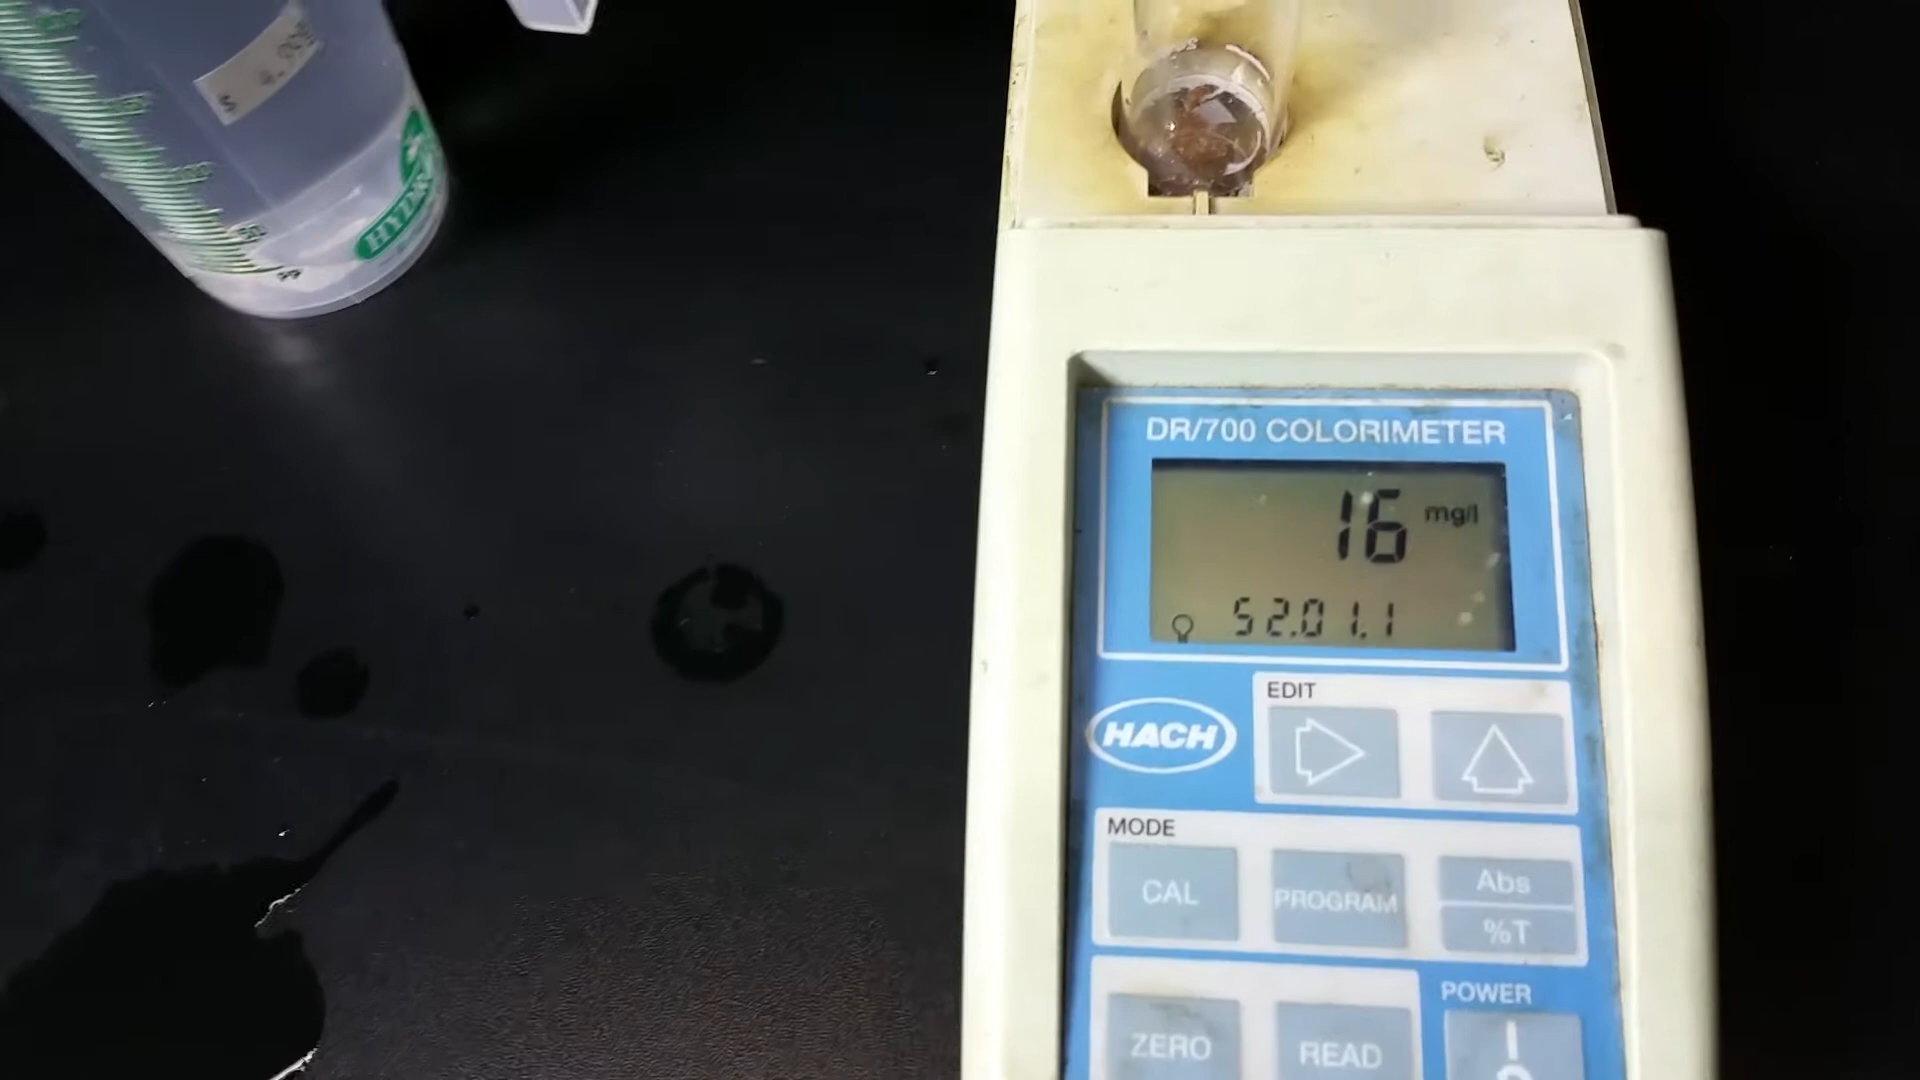 DR/700 COLORIMETER
16 mg/l
52.01.1
HACH
EDIT
MODE
CAL
PROGRAM
Abs
%T
POWER
ZERO
READ
I